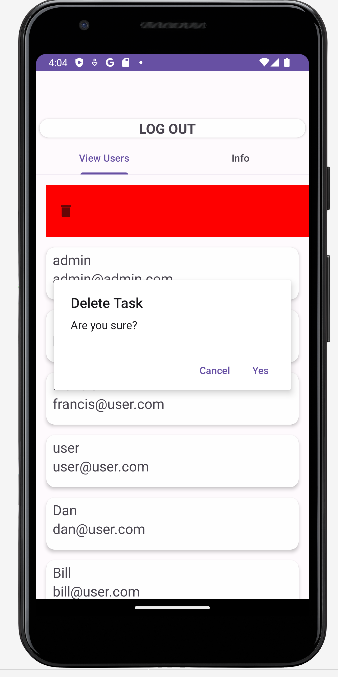 4:04
LOG OUT
View Users
Info
admin
admin@admin.com
Delete Task
Are you sure?
Cancel
Yes
francis@user.com
user
user@user.com
Dan
dan@user.com
Bill
bill@user.com